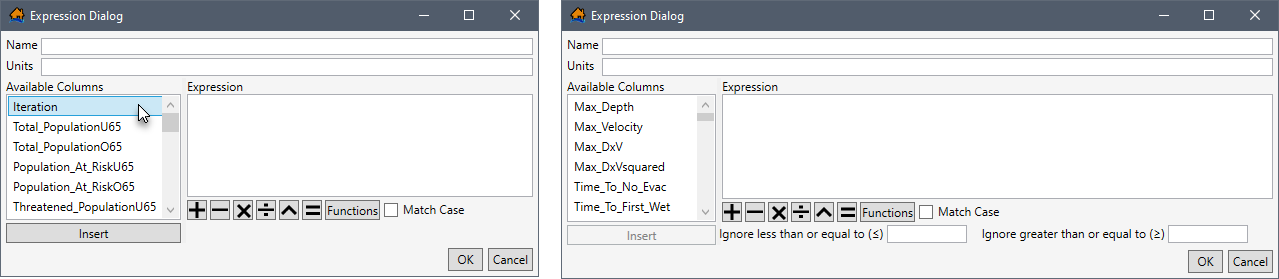 Expression Dialog
Name
Units
Available Columns Expression
Iteration
Total_PopulationU65
Total_PopulationO65
Population_At_RiskU65
Population_At_RiskO65
Threatened_PopulationU65
Functions Match Case
Insert
OK Cancel
Expression Dialog
Name
Units
Available Columns Expression
Max_Depth
Max_Velocity
Max_DxV
Max_DxVsquared
Time_To_No_Evac
Time_To_First_Wet
Functions Match Case
Insert Ignore less than or equal to (≤) Ignore greater than or equal to (≥)
OK Cancel